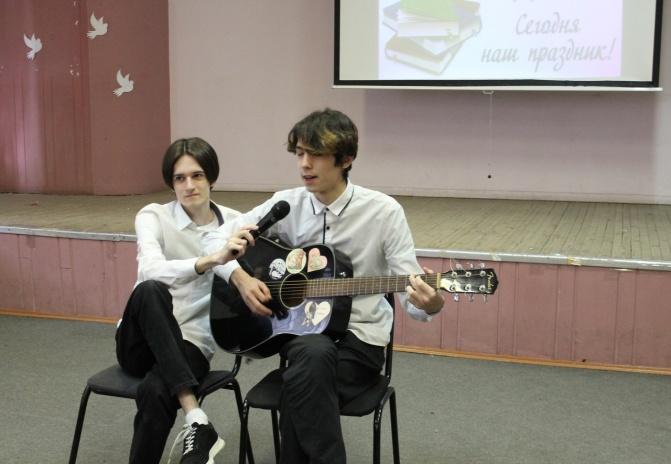 Сегодня
наш праздник!